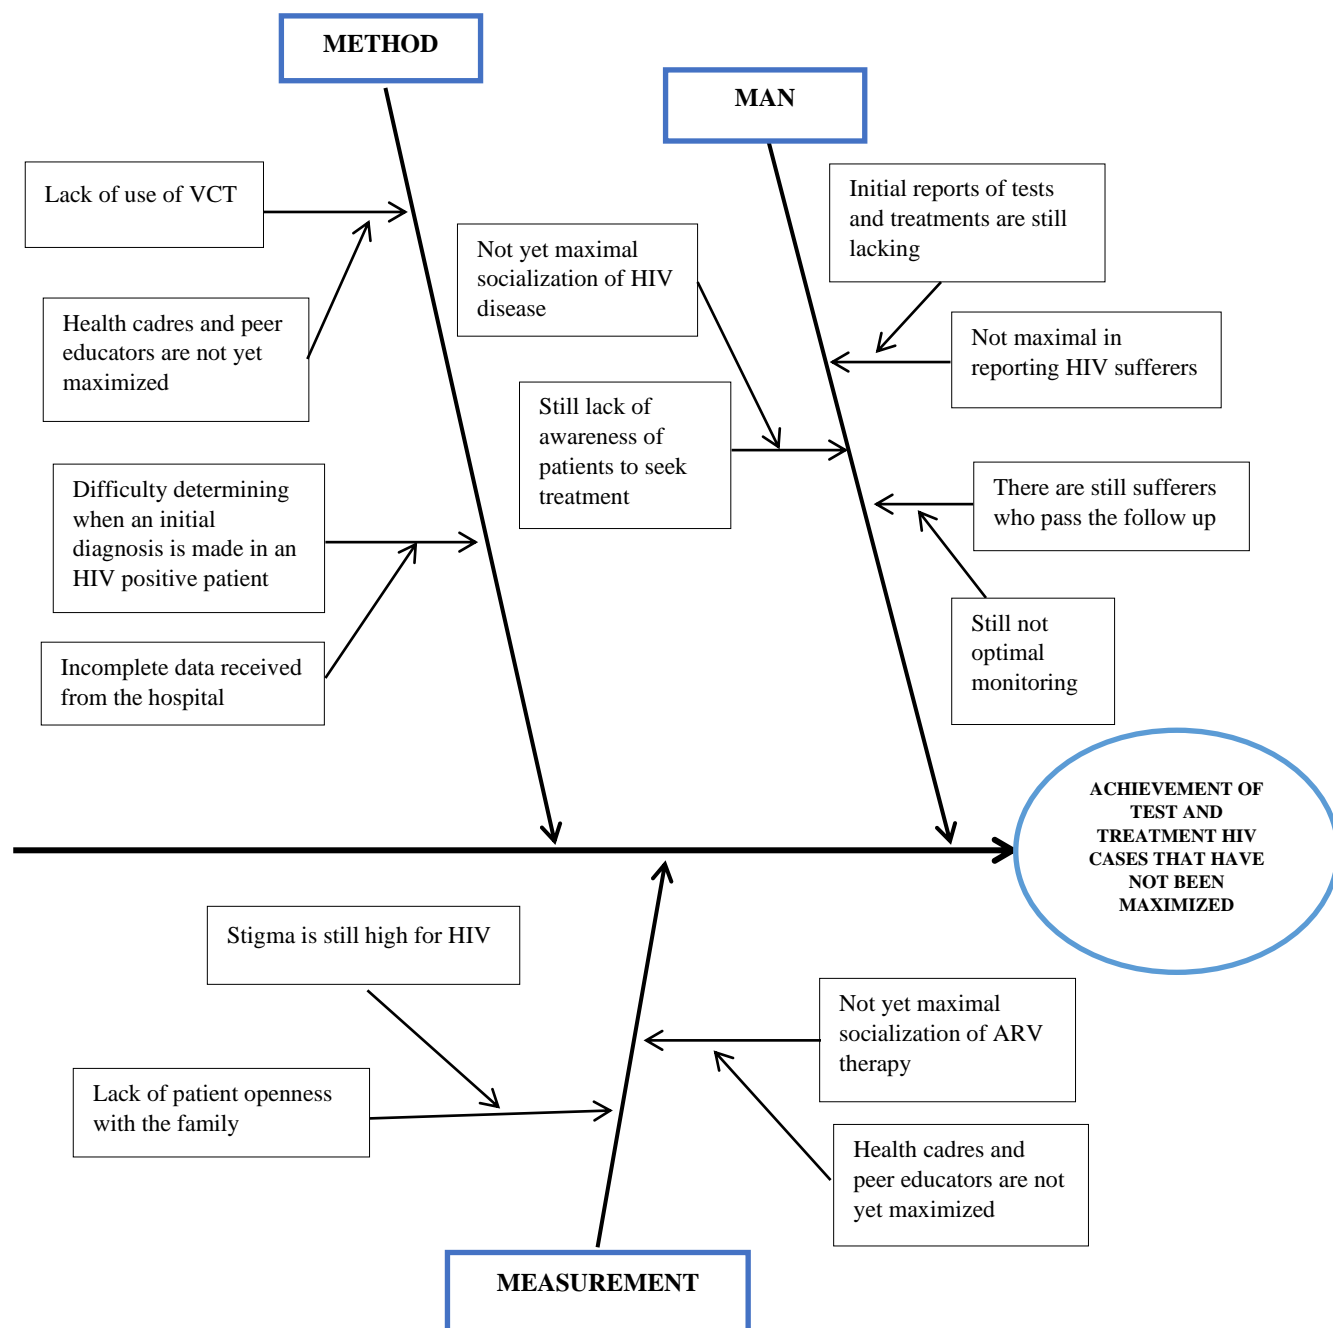 METHOD
MAN
Lack of use of VCT
Initial reports of tests
and treatments are still
lacking
Not yet maximal
socialization of HIV
disease
Health cadres and peer
educators are not yet
maximized
Not maximal in
reporting HIV sufferers
Still lack of
awareness of
patients to seek
treatment
Difficulty determining
when an initial
diagnosis is made in an
HIV positive patient
There are still sufferers
who pass the follow up
Incomplete data received
from the hospital
Still not
optimal
monitoring
ACHIEVEMENT OF
TEST AND
TREATMENT HIV
CASES THAT HAVE
NOT BEEN
MAXIMIZED
Stigma is still high for HIV
Not yet maximal
socialization of ARV
therapy
Lack of patient openness
with the family
Health cadres and
peer educators are not
yet maximized
MEASUREMENT